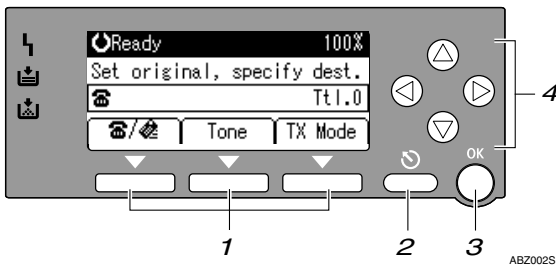 Ready 100%
Set original, specify dest.
Ttl.0
/ Tone TX Mode
OK
1 2 3 4
ABZ002S